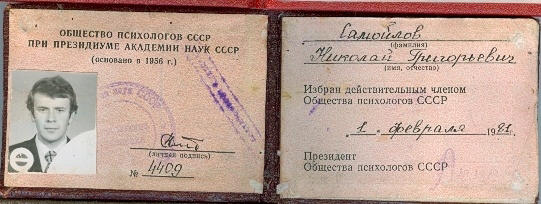 ОБЩЕСТВО ПСИХОЛОГОВ СССР
ПРИ ПРЕЗИДИУМЕ АКАДЕМИИ НАУК СССР
(основано в 1956 г.)
(личная подпись)
№ 4409
Самойлов
(фамилия)
Николай Григорьевич
(имя, отчество)
Избран действительным членом
Общества психологов СССР
1. февраля 1981
Президент
Общества психологов СССР